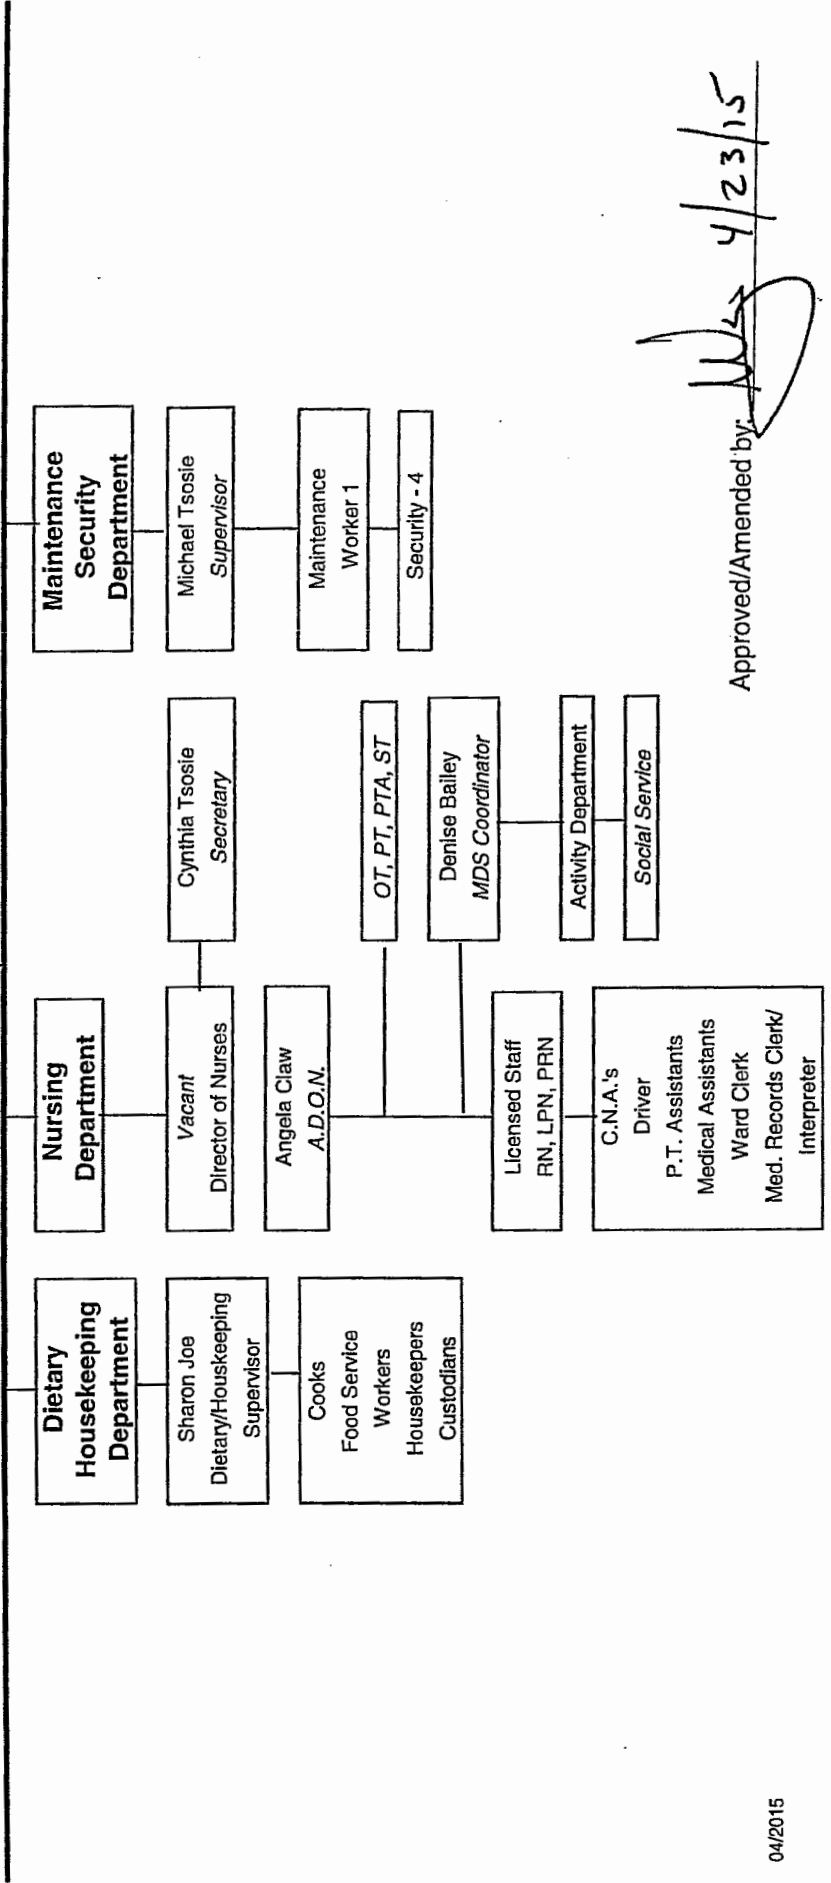 Dietary
Housekeeping
Department
Sharon Joe
Dietary/Houskeeping
Supervisor
Cooks
Food Service
Workers
Housekeepers
Custodians
Nursing
Department
Vacant
Director of Nurses
Cynthia Tsosie
Secretary
Angela Claw
A.D.O.N.
OT, PT, PTA, ST
Denise Bailey
MDS Coordinator
Activity Department
Social Service
Licensed Staff
RN, LPN, PRN
C.N.A.'s
Driver
P.T. Assistants
Medical Assistants
Ward Clerk
Med. Records Clerk/
Interpreter
Maintenance
Security
Department
Michael Tsosie
Supervisor
Maintenance
Worker 1
Security - 4
Approved/Amended by: 4/23/15
04/2015